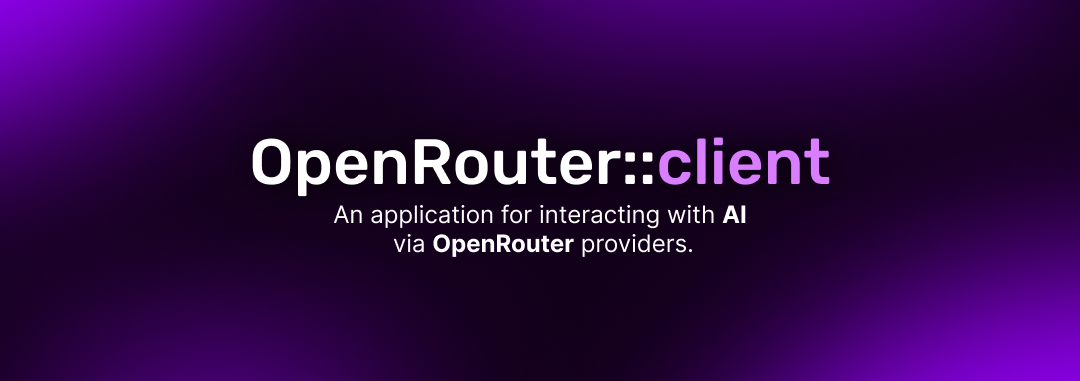 OpenRouter::client
An application for interacting with AI
via OpenRouter providers.